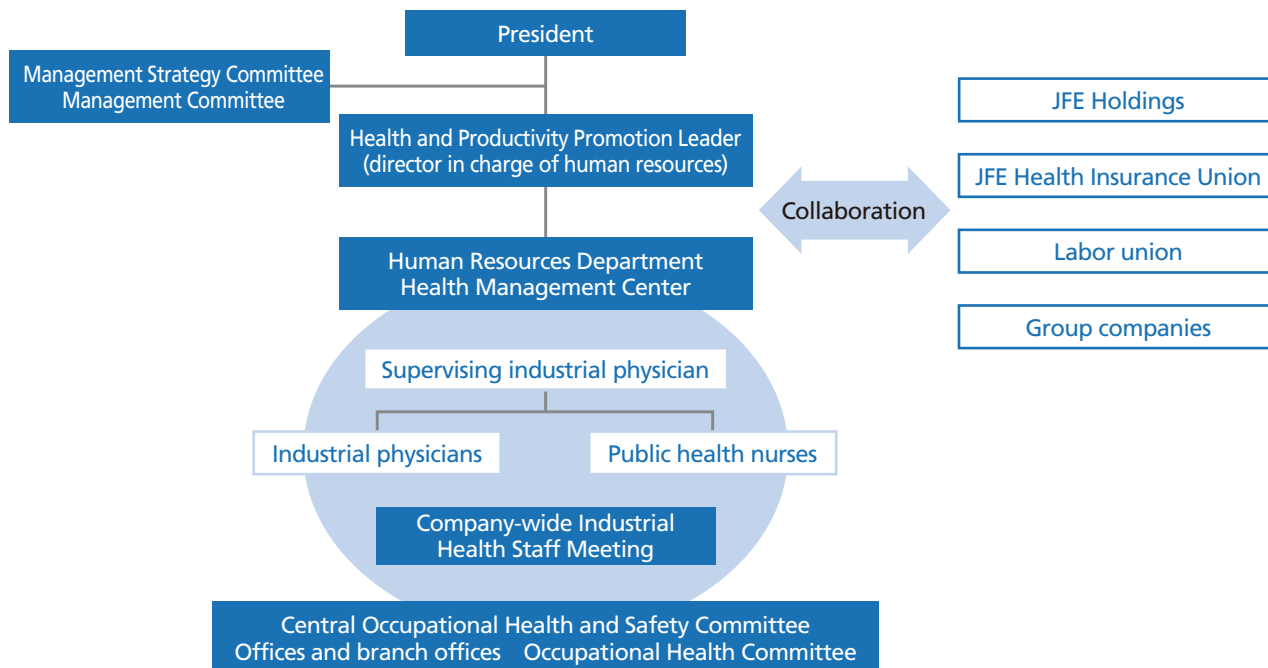 President
Management Strategy Committee
Management Committee
Health and Productivity Promotion Leader
(director in charge of human resources)
Human Resources Department
Health Management Center
Supervising industrial physician
Industrial physicians
Public health nurses
Company-wide Industrial
Health Staff Meeting
Central Occupational Health and Safety Committee
Offices and branch offices Occupational Health Committee
Collaboration
JFE Holdings
JFE Health Insurance Union
Labor union
Group companies